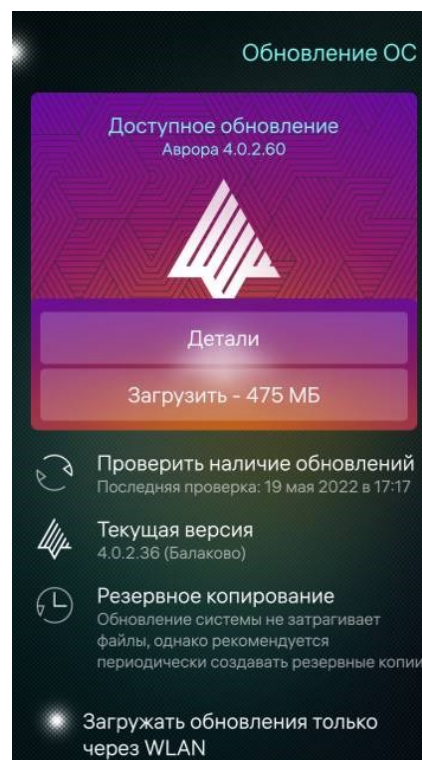 Обновление ОС
Доступное обновление
Аврора 4.0.2.60
Детали
Загрузить - 475 МБ
Проверить наличие обновлений
Последняя проверка: 19 мая 2022 в 17:17
Текущая версия
4.0.2.36 (Балаково)
Резервное копирование
Обновление системы не затрагивает
файлы, однако рекомендуется
периодически создавать резервные копии
Загружать обновления только
через WLAN